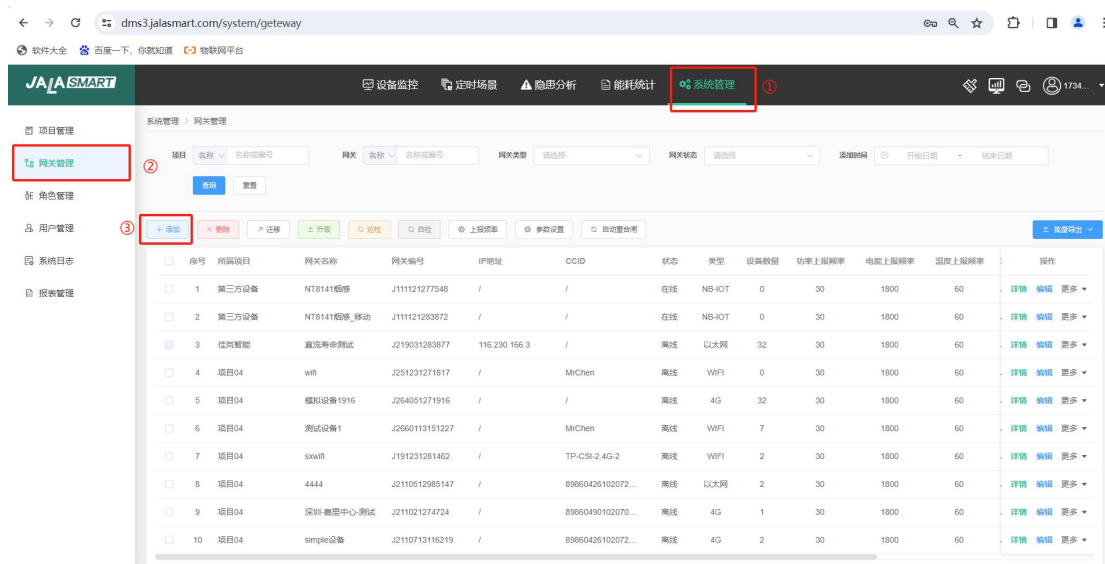 dms3.jalasmart.com/system/geteway
软件大全 百度一下，你就知道 物联网平台
JALASMART 设备监控 定时场景 隐患分析 能耗统计 系统管理 ① 1734...
项目管理
网关管理
角色管理
用户管理
系统日志
报表管理
②
③
系统管理 > 网关管理
项目 名称 名称或编号 网关 名称 名称或编号 网关类型 请选择 网关状态 请选择 添加时间 开始日期 - 结束日期
查询 重置
+ 添加 × 删除 迁移 升级 巡检 自检 上报频率 参数设置 自动重合闸 批量导出
序号 所属项目 网关名称 网关编号 IP地址 CCID 状态 类型 设备数量 功率上报频率 电能上报频率 温度上报频率 操作
1 第三方设备 NT8141烟感 J111121277548 / / 在线 NB-IOT 0 30 1800 60 详情 编辑 更多
2 第三方设备 NT8141烟感_移动 J111121283872 / / 在线 NB-IOT 0 30 1800 60 详情 编辑 更多
3 佳岚智能 直流寿命测试 J219031283877 116.230.166.3 / 离线 以太网 32 30 1800 60 详情 编辑 更多
4 项目04 wifi J251231271817 / MrChen 离线 WIFI 0 30 1800 60 详情 编辑 更多
5 项目04 模拟设备1916 J264051271916 / / 离线 4G 32 30 1800 60 详情 编辑 更多
6 项目04 测试设备1 J2660113151227 / MrChen 离线 WIFI 7 30 1800 60 详情 编辑 更多
7 项目04 sxwifi J191231281462 / TP-CSI-2.4G-2 离线 WIFI 2 30 1800 60 详情 编辑 更多
8 项目04 4444 J2110512985147 / 89860426102072... 离线 以太网 2 30 1800 60 详情 编辑 更多
9 项目04 深圳-嘉里中心-测试 J211021274724 / 89860490102070... 离线 4G 1 30 1800 60 详情 编辑 更多
10 项目04 simple设备 J2110713116219 / 89860426102072... 离线 4G 2 30 1800 60 详情 编辑 更多